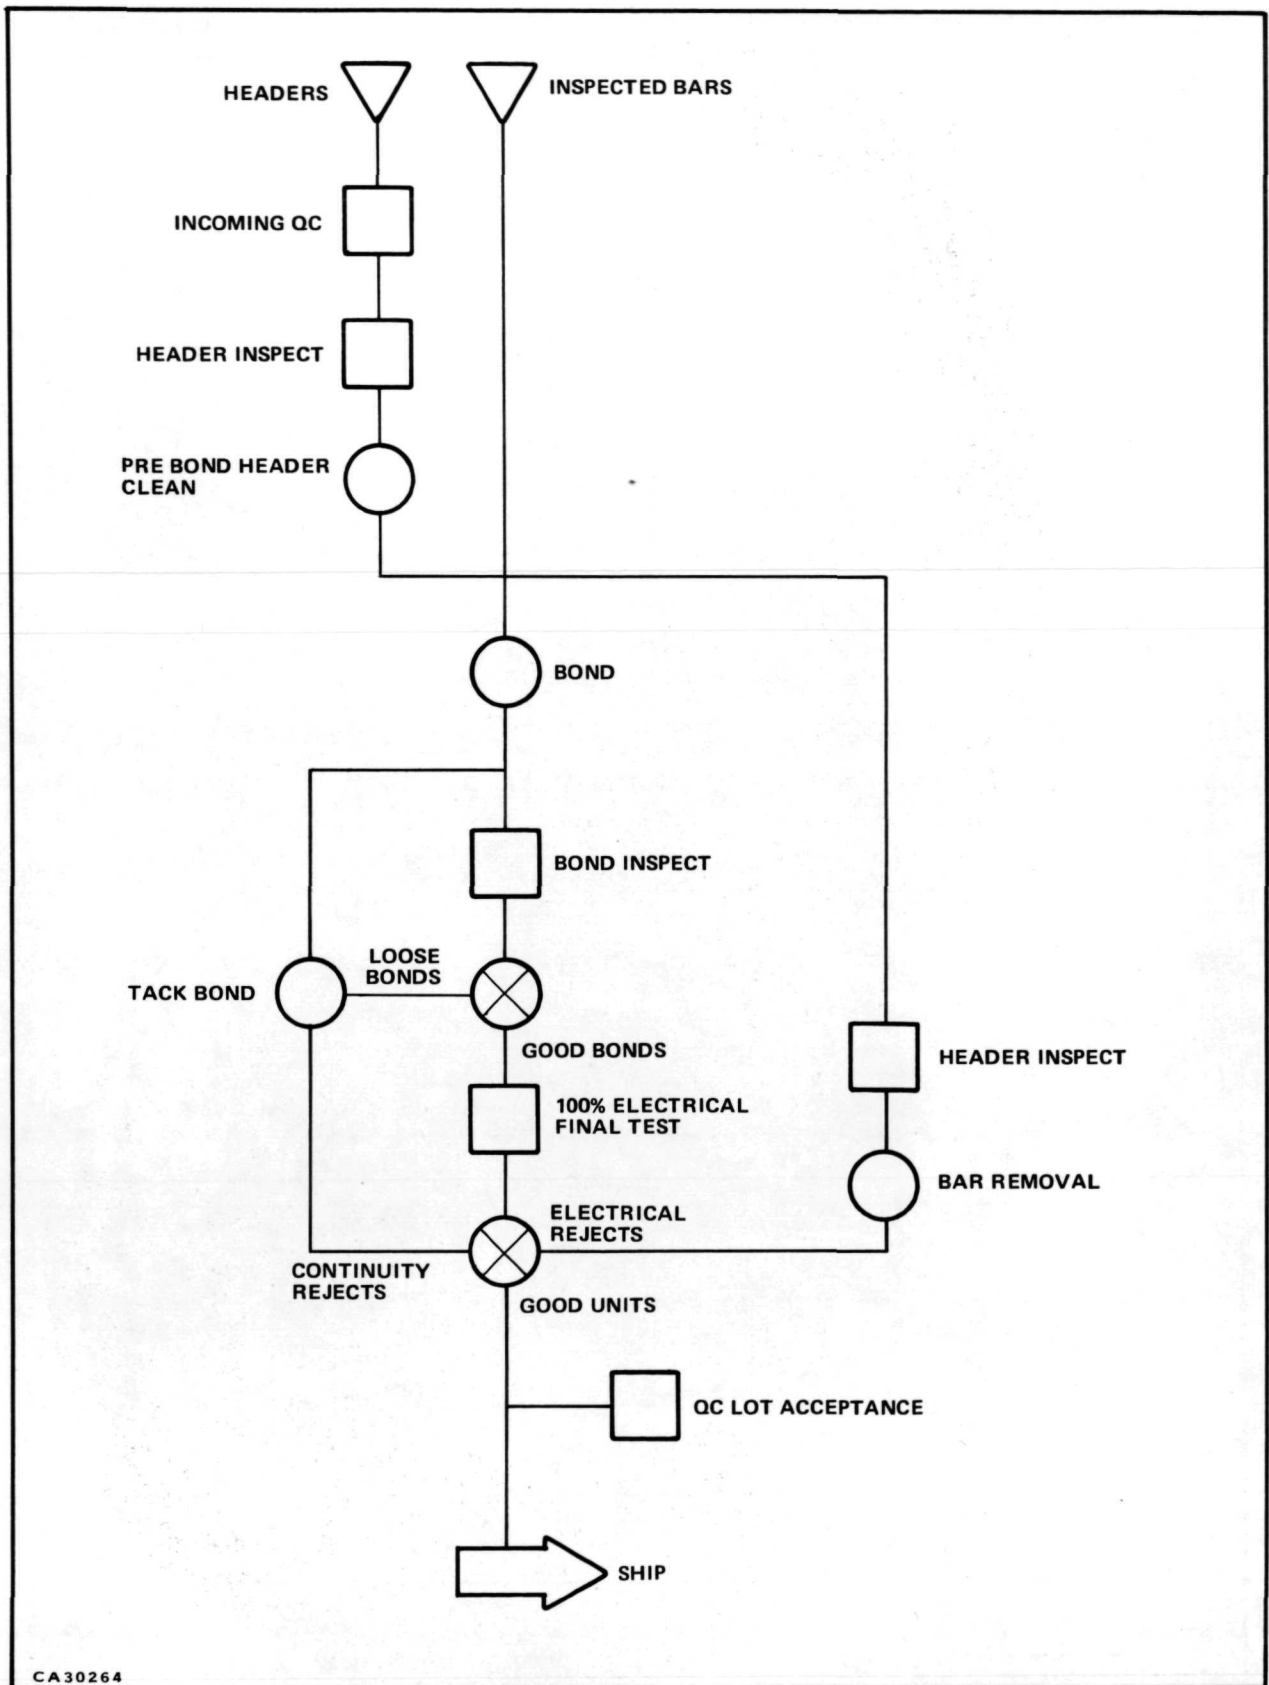 HEADERS
INSPECTED BARS
INCOMING QC
HEADER INSPECT
PRE BOND HEADER
CLEAN
BOND
BOND INSPECT
LOOSE
BONDS
TACK BOND
GOOD BONDS
HEADER INSPECT
100% ELECTRICAL
FINAL TEST
BAR REMOVAL
ELECTRICAL
REJECTS
CONTINUITY
REJECTS
GOOD UNITS
QC LOT ACCEPTANCE
SHIP
CA30264